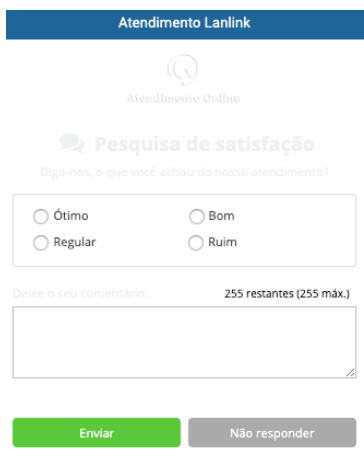 Atendimento Lanlink
Atendimento Online
Pesquisa de satisfação
Diga-nos, o que você achou do nosso atendimento?
Ótimo Bom
Regular Ruim
Deixe o seu comentário: 255 restantes (255 máx.)
Enviar Não responder